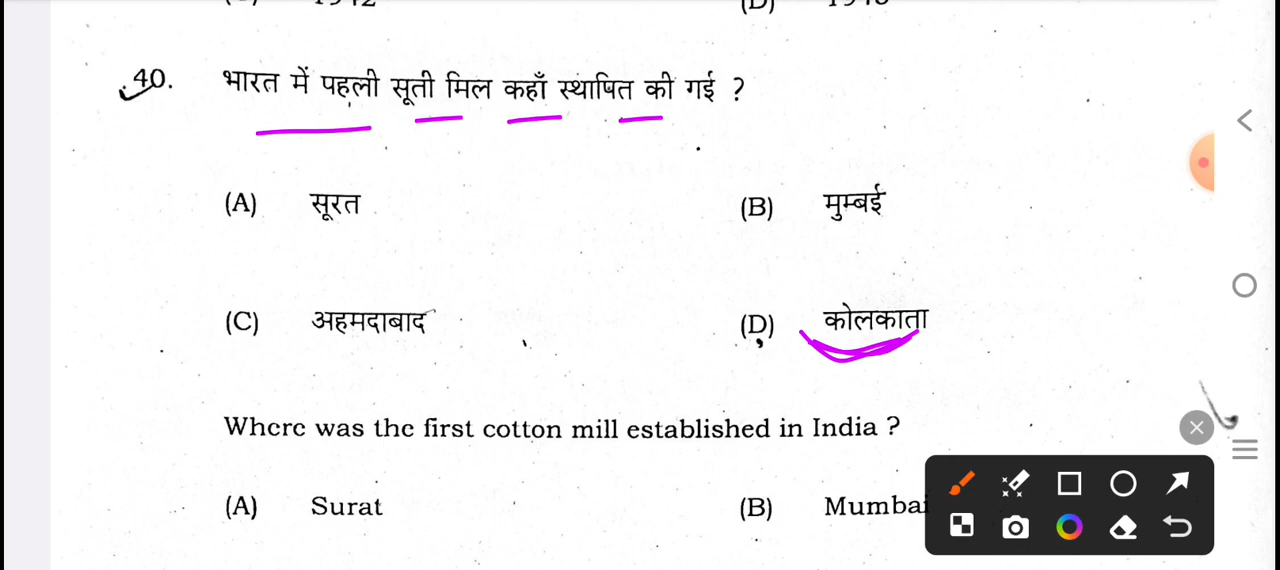 40. भारत में पहली सूती मिल कहाँ स्थापित की गई ?
(A) सूरत (B) मुम्बई
(C) अहमदाबाद (D) कोलकाता
Where was the first cotton mill established in India ?
(A) Surat (B) Mumbai